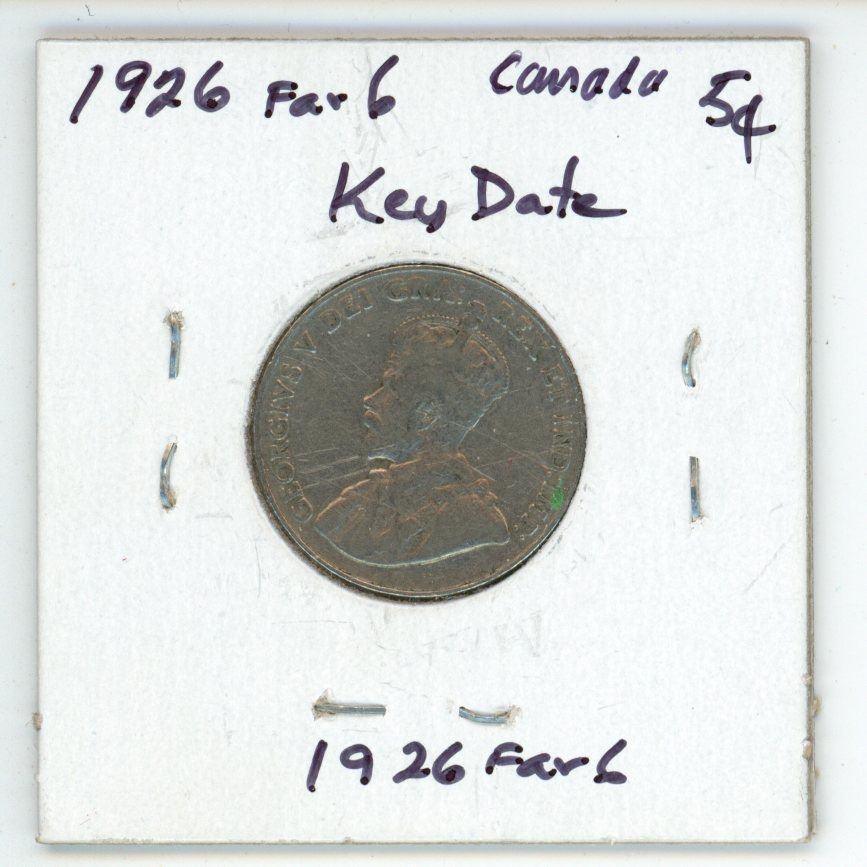 1926 Far 6 Canada 5¢
Key Date
GEORGIVS V DEI GRA: REX ET IND: IMP:
1926 Far 6